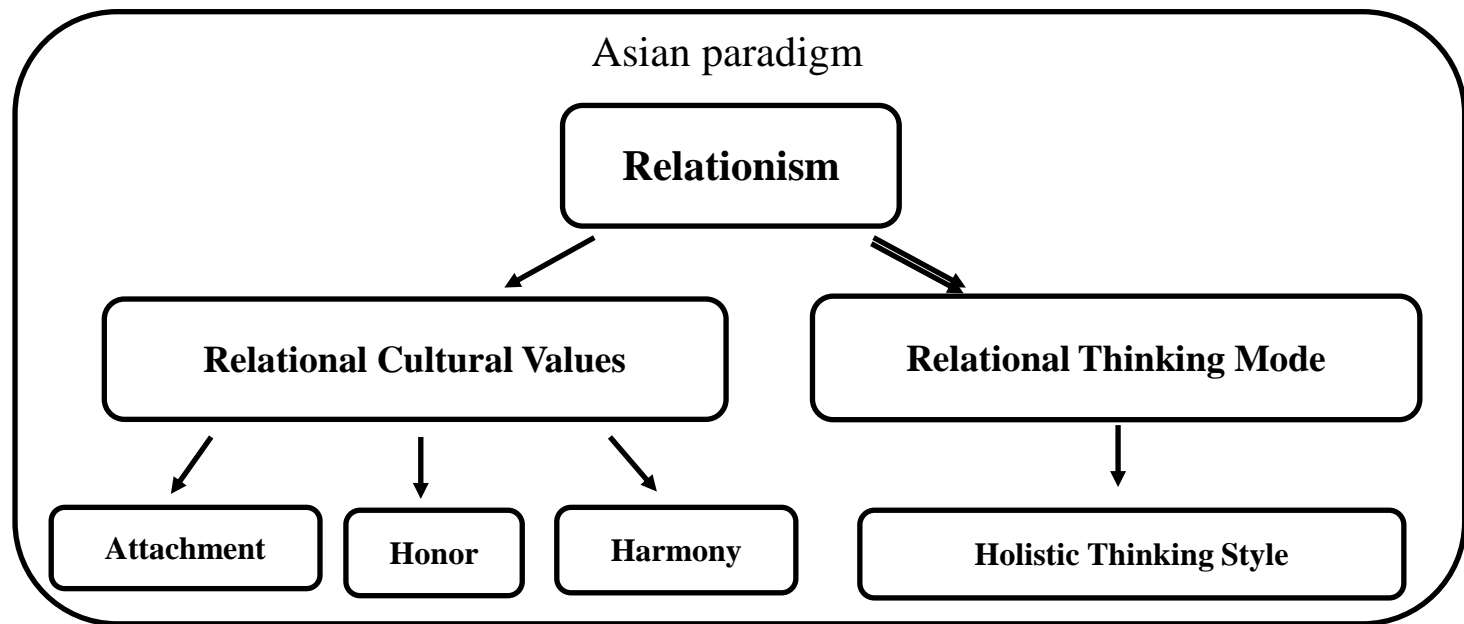 Asian paradigm
Relationism
Relational Cultural Values
Relational Thinking Mode
Attachment
Honor
Harmony
Holistic Thinking Style